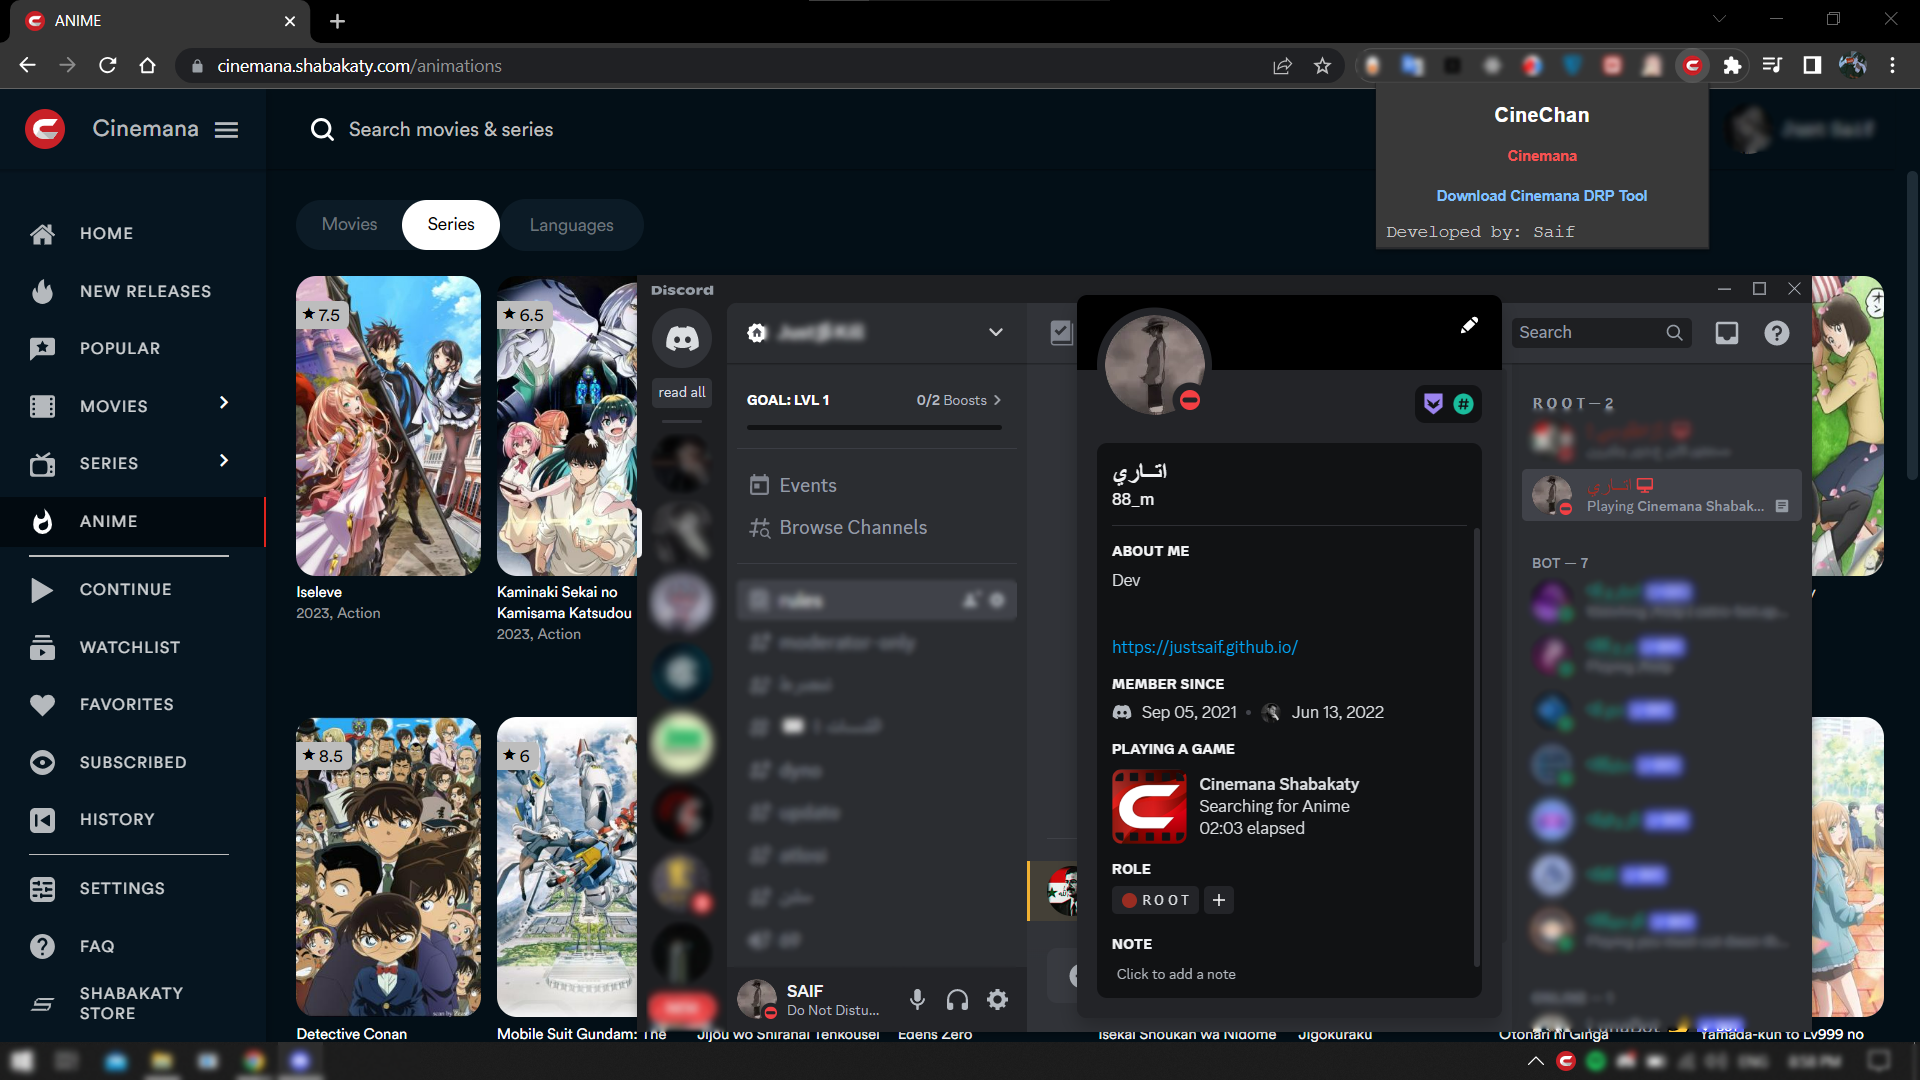 ANIME
cinemana.shabakaty.com/animations
Cinemana
Search movies & series
CineChan
Cinemana
Download Cinemana DRP Tool
Developed by: Saif
HOME
NEW RELEASES
POPULAR
MOVIES
SERIES
ANIME
CONTINUE
WATCHLIST
FAVORITES
SUBSCRIBED
HISTORY
SETTINGS
FAQ
SHABAKATY
STORE
Movies
Series
Languages
7.5
Iseleve
2023, Action
6.5
Kaminaki Sekai no
Kamisama Katsudou
2023, Action
8.5
Detective Conan
6
Mobile Suit Gundam: The
Jijou wo Shiranai Tenkousei
Edens Zero
Isekai Shoukan wa Nidome
Jigokuraku
Otonari ni Ginga
Yamada-kun to Lv999 no
Discord
read all
GOAL: LVL 1
0/2 Boosts
Events
Browse Channels
rules
moderator-only
dyno
update
SAIF
Do Not Distu...
اتاري
88_m
ABOUT ME
Dev
https://justsaif.github.io/
MEMBER SINCE
Sep 05, 2021
Jun 13, 2022
PLAYING A GAME
Cinemana Shabakaty
Searching for Anime
02:03 elapsed
ROLE
ROOT
NOTE
Click to add a note
Search
ROOT — 2
اتاري
Playing Cinemana Shabak...
BOT — 7